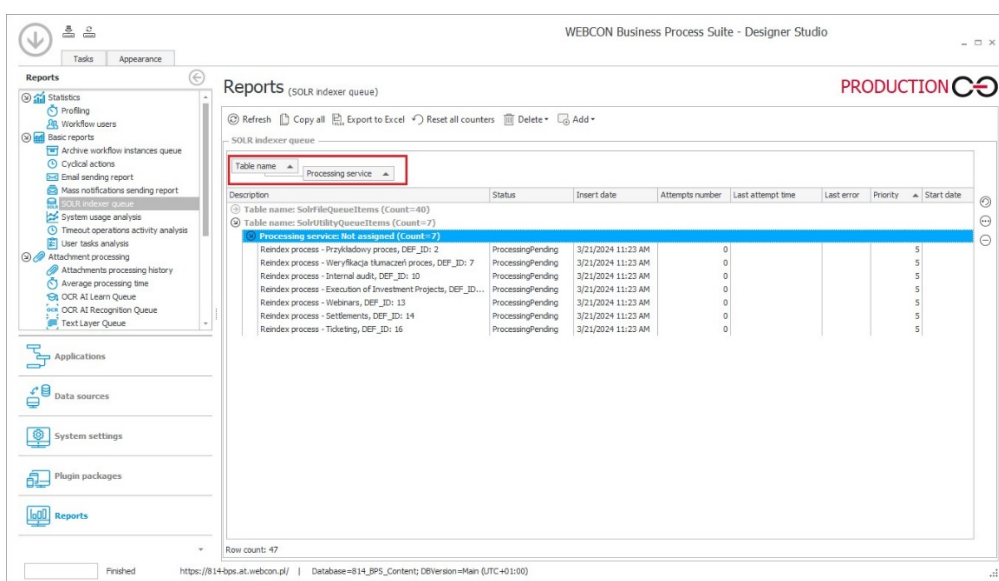 WEBCON Business Process Suite - Designer Studio
Tasks Appearance
Reports
Statistics
Profiling
Workflow users
Basic reports
Archive workflow instances queue
Cyclical actions
Email sending report
Mass notifications sending report
SOLR indexer queue
System usage analysis
Timeout operations activity analysis
User tasks analysis
Attachment processing
Attachments processing history
Average processing time
OCR AI Learn Queue
OCR AI Recognition Queue
Text Layer Queue
Applications
Data sources
System settings
Plugin packages
Reports
Reports (SOLR indexer queue) PRODUCTION
Refresh Copy all Export to Excel Reset all counters Delete Add
SOLR indexer queue
Table name
Processing service
Description Status Insert date Attempts number Last attempt time Last error Priority Start date
Table name: SolrFileQueueItems (Count=40)
Table name: SolrUtilityQueueItems (Count=7)
Processing service: Not assigned (Count=7)
Reindex process - Przykładowy proces, DEF_ID: 2 ProcessingPending 3/21/2024 11:23 AM 0 5
Reindex process - Weryfikacja tłumaczeń proces, DEF_ID: 7 ProcessingPending 3/21/2024 11:23 AM 0 5
Reindex process - Internal audit, DEF_ID: 10 ProcessingPending 3/21/2024 11:23 AM 0 5
Reindex process - Execution of Investment Projects, DEF_ID... ProcessingPending 3/21/2024 11:23 AM 0 5
Reindex process - Webinars, DEF_ID: 13 ProcessingPending 3/21/2024 11:23 AM 0 5
Reindex process - Settlements, DEF_ID: 14 ProcessingPending 3/21/2024 11:23 AM 0 5
Reindex process - Ticketing, DEF_ID: 16 ProcessingPending 3/21/2024 11:23 AM 0 5
Row count: 47
Finished https://814-bps.at.webcon.pl/ | Database=814_BPS_Content; DBVersion=Main (UTC+01:00)